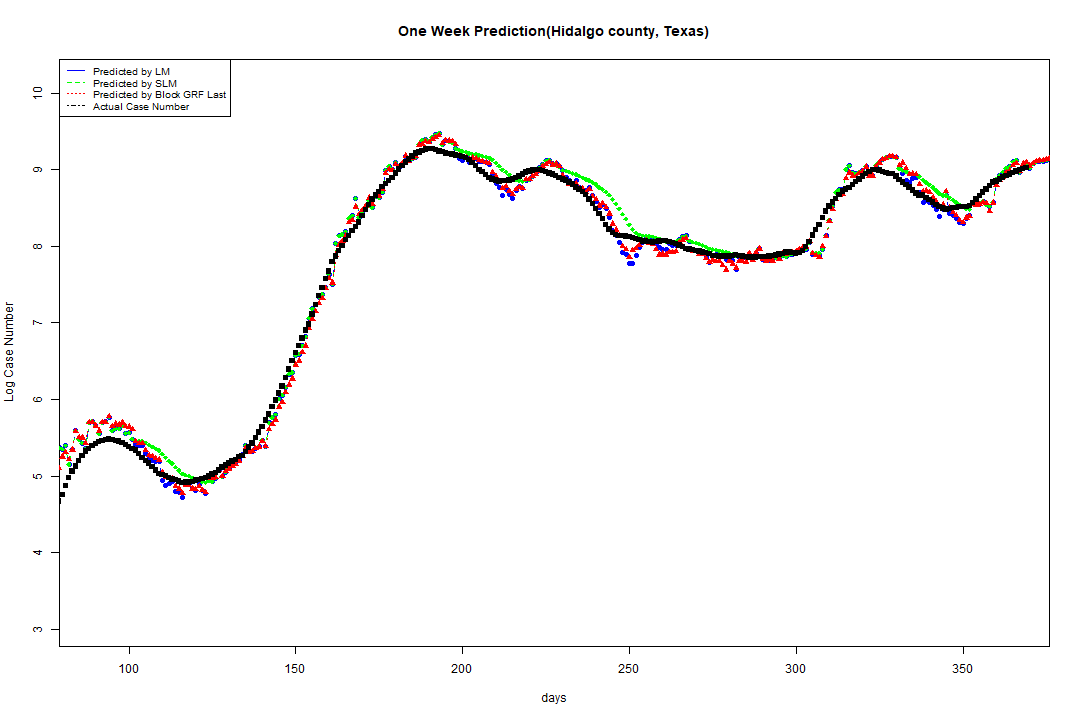 One Week Prediction(Hidalgo county, Texas)
Predicted by LM
Predicted by SLM
Predicted by Block GRF Last
Actual Case Number
10
9
8
7
6
5
4
3
Log Case Number
100 150 200 250 300 350
days